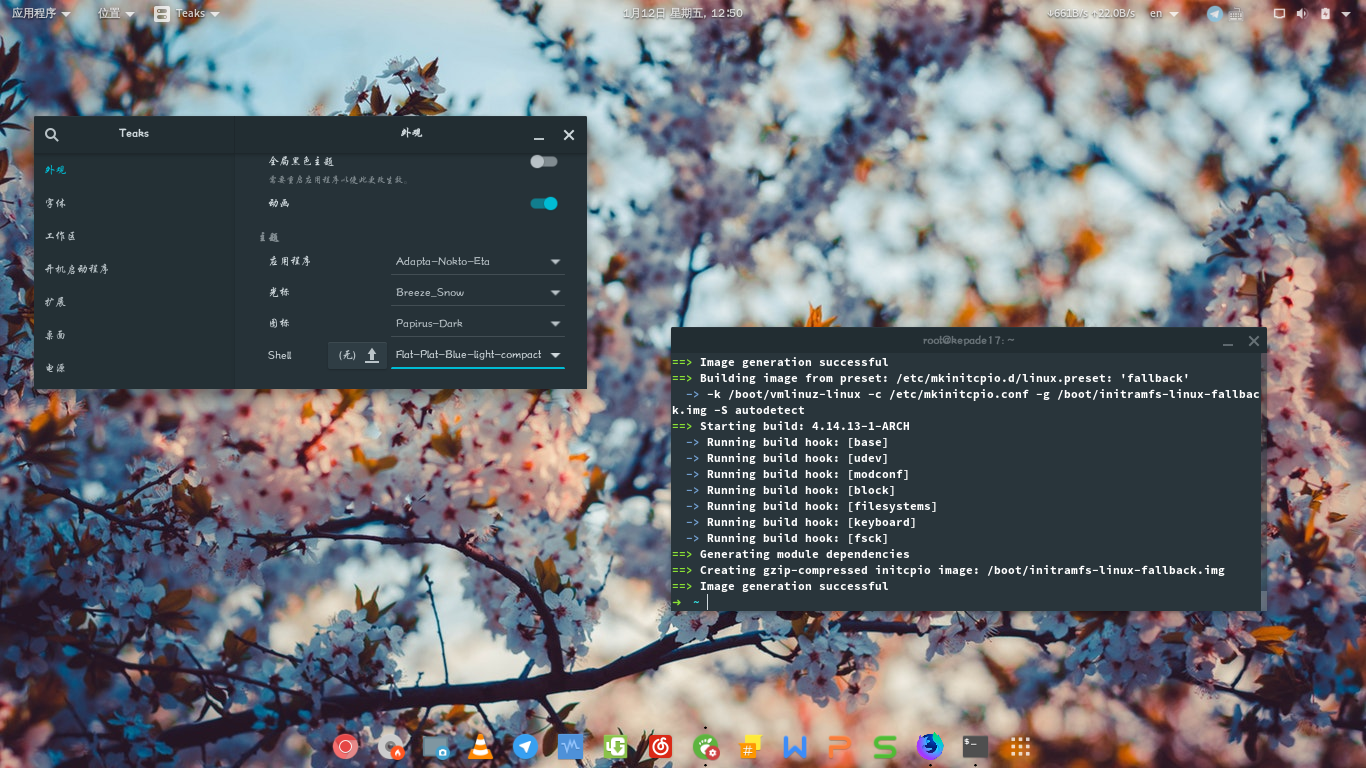 应用程序
位置
Teaks
1月12日 星期五, 12∶50
↓661B/s ↑22.0B/s
en
Teaks
外观
外观
字体
工作区
开机启动程序
扩展
桌面
电源
全局黑色主题
需要重启应用程序以使此更改生效。
动画
主题
应用程序
Adapta-Nokto-Eta
光标
Breeze_Snow
图标
Papirus-Dark
Shell
(无)
Flat-Plat-Blue-light-compact
root@kepade17: ~
==> Image generation successful
==> Building image from preset: /etc/mkinitcpio.d/linux.preset: 'fallback'
  -> -k /boot/vmlinuz-linux -c /etc/mkinitcpio.conf -g /boot/initramfs-linux-fallbac
k.img -S autodetect
==> Starting build: 4.14.13-1-ARCH
  -> Running build hook: [base]
  -> Running build hook: [udev]
  -> Running build hook: [modconf]
  -> Running build hook: [block]
  -> Running build hook: [filesystems]
  -> Running build hook: [keyboard]
  -> Running build hook: [fsck]
==> Generating module dependencies
==> Creating gzip-compressed initcpio image: /boot/initramfs-linux-fallback.img
==> Image generation successful
➜  ~